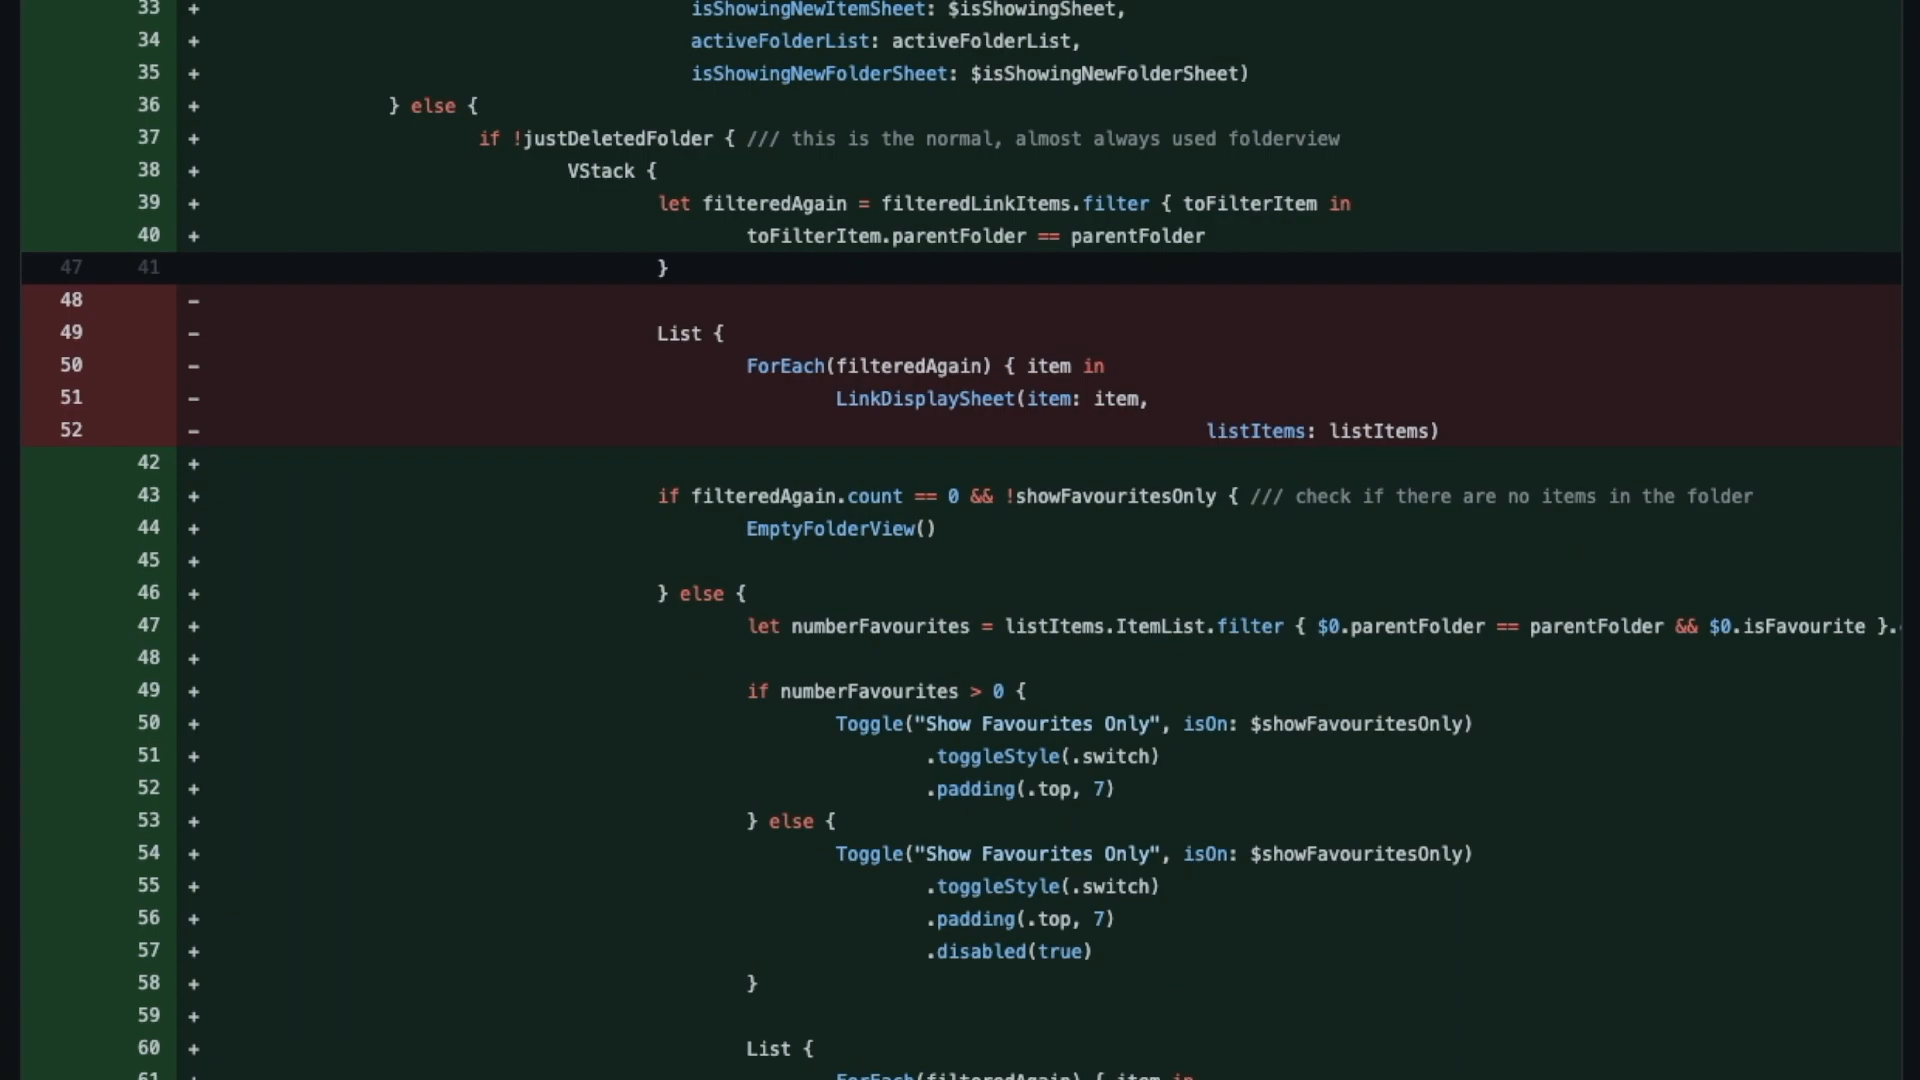 33 + isShowingNewItemSheet: $isShowingSheet,
34 + activeFolderList: activeFolderList,
35 + isShowingNewFolderSheet: $isShowingNewFolderSheet)
36 + } else {
37 + if !justDeletedFolder { /// this is the normal, almost always used folderview
38 + VStack {
39 + let filteredAgain = filteredLinkItems.filter { toFilterItem in
40 + toFilterItem.parentFolder == parentFolder
47 41 }
48 -
49 - List {
50 - ForEach(filteredAgain) { item in
51 - LinkDisplaySheet(item: item,
52 - listItems: listItems)
42 +
43 + if filteredAgain.count == 0 && !showFavouritesOnly { /// check if there are no items in the folder
44 + EmptyFolderView()
45 +
46 + } else {
47 + let numberFavourites = listItems.ItemList.filter { $0.parentFolder == parentFolder && $0.isFavourite }.
48 +
49 + if numberFavourites > 0 {
50 + Toggle("Show Favourites Only", isOn: $showFavouritesOnly)
51 + .toggleStyle(.switch)
52 + .padding(.top, 7)
53 + } else {
54 + Toggle("Show Favourites Only", isOn: $showFavouritesOnly)
55 + .toggleStyle(.switch)
56 + .padding(.top, 7)
57 + .disabled(true)
58 + }
59 +
60 + List {
61 + ForEach(filteredAgain) { item in